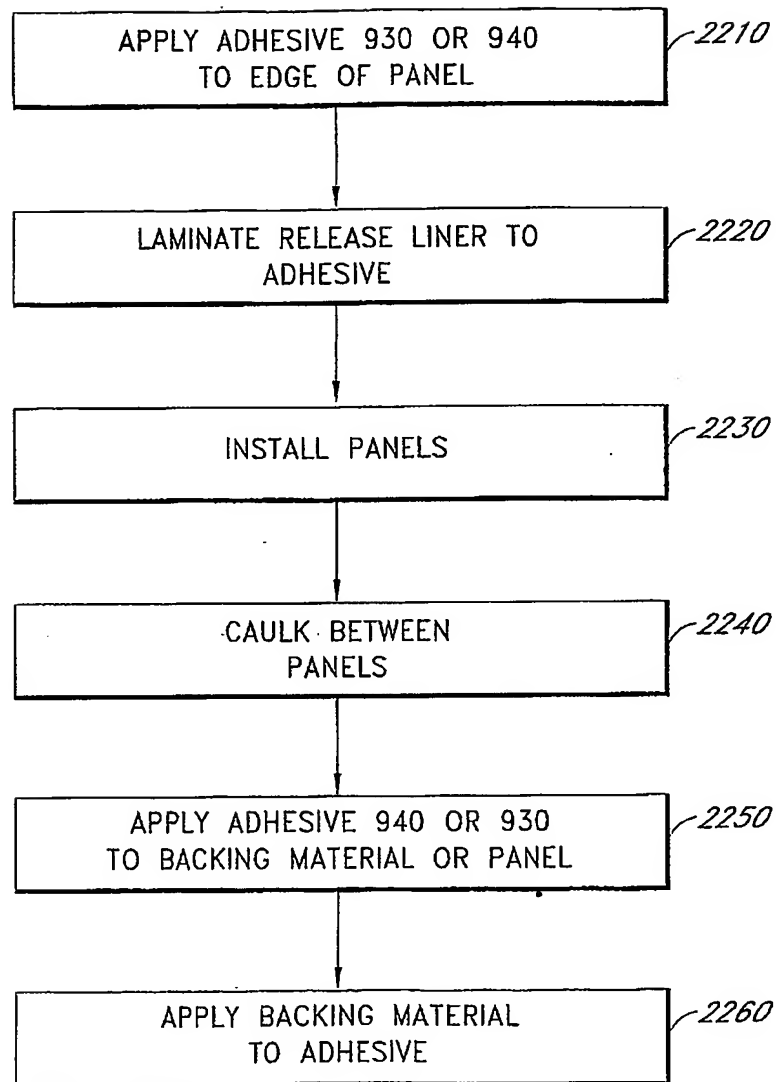 APPLY ADHESIVE 930 OR 940
TO EDGE OF PANEL
2210
LAMINATE RELEASE LINER TO
ADHESIVE
2220
INSTALL PANELS
2230
CAULK BETWEEN
PANELS
2240
APPLY ADHESIVE 940 OR 930
TO BACKING MATERIAL OR PANEL
2250
APPLY BACKING MATERIAL
TO ADHESIVE
2260